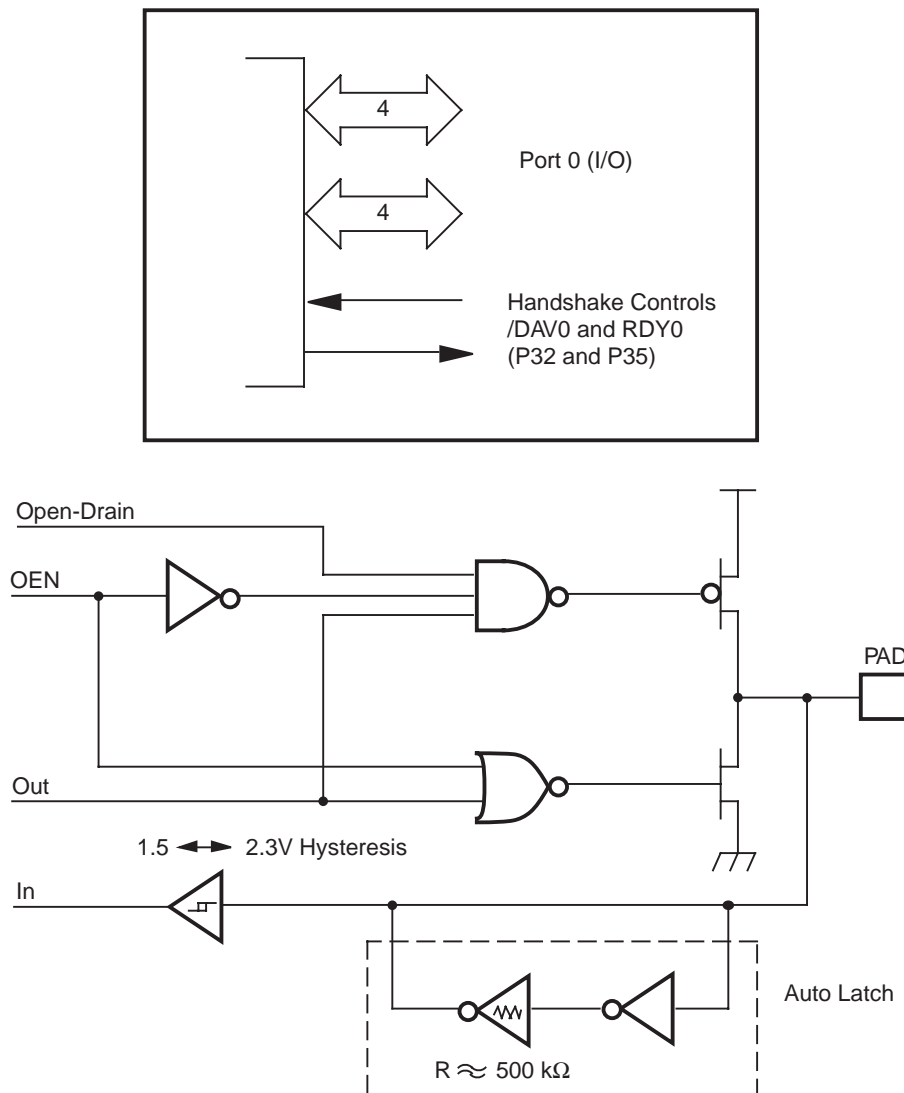 4
Port 0 (I/O)
4
Handshake Controls
/DAV0 and RDY0
(P32 and P35)
Open-Drain
OEN
PAD
Out
1.5 2.3V Hysteresis
In
Auto Latch
R ≈ 500 kΩ